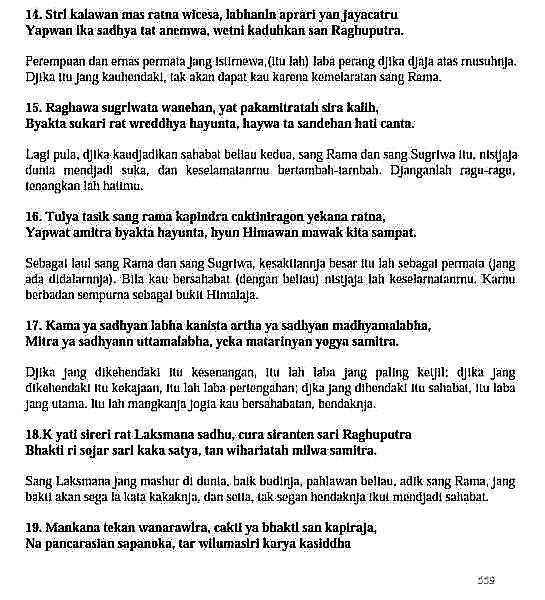 14. Stri kalawan mas ratna wicesa, labhanin aprari yan jayacatru
Yapwan ika sadhya tat anemwa, wetni kaduhkan san Raghuputra.
Perempuan dan emas permata jang istimewa,(itu lah) laba perang djika djaja atas musuhnja.
Djika itu jang kauhendaki, tak akan dapat kau karena kemelaratan sang Rama.
15. Raghawa sugriwata wanehan, yat pakamitratah sira kalih,
Byakta sukari rat wreddhya hayunta, haywa ta sandehan hati canta.
Lagi pula, djika kaudjadikan sahabat beliau kedua, sang Rama dan sang Sugriwa itu, nistjaja
dunia mendjadi suka, dan keselamatanmu bertambah-tambah. Djanganlah ragu-ragu,
tenangkan lah hatimu.
16. Tulya tasik sang rama kapindra caktiniragon yekana ratna,
Yapwat amitra byakta hayunta, hyun Himawan mawak kita sampat.
Sebagai laut sang Rama dan sang Sugriwa, kesaktiannja besar itu lah sebagai permata (jang
ada didalamnja). Bila kau bersahabat (dengan beliau) nistjaja lah keselamatanmu. Kamu
berbadan sempurna sebagai bukit Himalaja.
17. Kama ya sadhyan labha kanista artha ya sadhyan madhyamalabha,
Mitra ya sadhyann uttamalabha, yeka matarinyan yogya samitra.
Djika jang dikehendaki itu kesenangan, itu lah laba jang paling ketjil; djika jang
dikehendaki itu kekajaan, itu lah laba pertengahan; djka jang dihendaki itu sahabat, itu laba
jang utama. Itu lah mangkanja jogia kau bersahabatan, hendaknja.
18.K yati sireri rat Laksmana sadhu, cura siranten sari Raghuputra
Bhakti ri sojar sari kaka satya, tan wihariatah milwa samitra.
Sang Laksmana jang mashur di dunia, baik budinja, pahlawan beliau, adik sang Rama, jang
bakti akan sega la kata kakaknja, dan setia, tak segan hendaknja ikut mendjadi sahabat.
19. Mankana tekan wanarawira, cakti ya bhakti san kapiraja,
Na pancarasian sapanoka, tar wilumasiri karya kasiddha
559